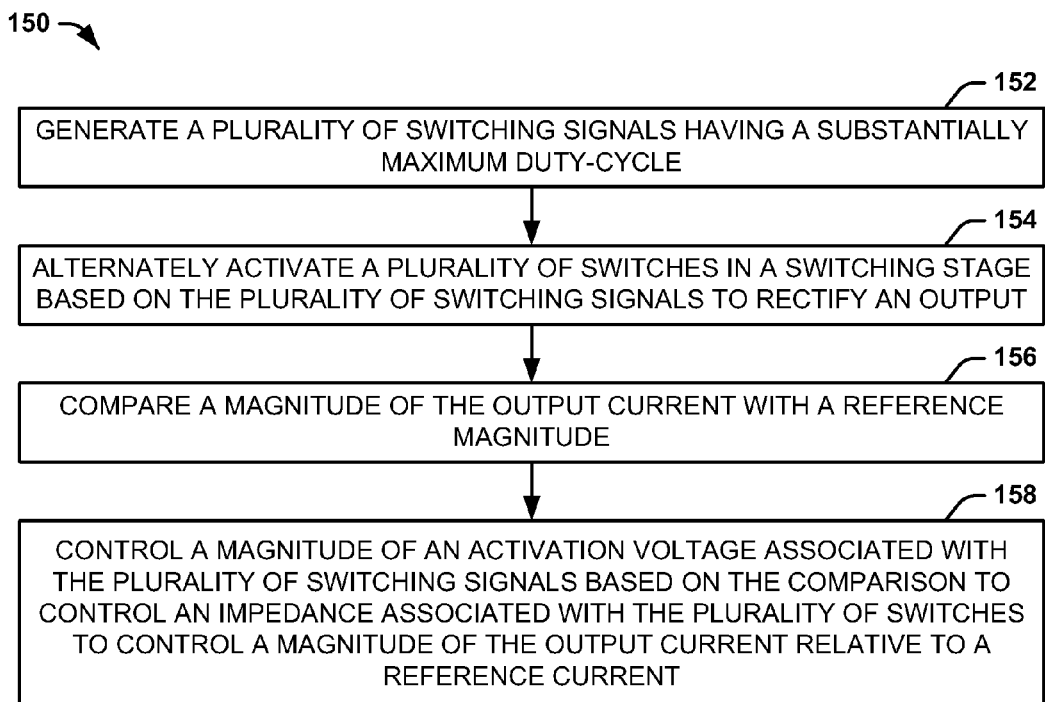 150
152
GENERATE A PLURALITY OF SWITCHING SIGNALS HAVING A SUBSTANTIALLY
MAXIMUM DUTY-CYCLE
154
ALTERNATELY ACTIVATE A PLURALITY OF SWITCHES IN A SWITCHING STAGE
BASED ON THE PLURALITY OF SWITCHING SIGNALS TO RECTIFY AN OUTPUT
156
COMPARE A MAGNITUDE OF THE OUTPUT CURRENT WITH A REFERENCE
MAGNITUDE
158
CONTROL A MAGNITUDE OF AN ACTIVATION VOLTAGE ASSOCIATED WITH
THE PLURALITY OF SWITCHING SIGNALS BASED ON THE COMPARISON TO
CONTROL AN IMPEDANCE ASSOCIATED WITH THE PLURALITY OF SWITCHES
TO CONTROL A MAGNITUDE OF THE OUTPUT CURRENT RELATIVE TO A
REFERENCE CURRENT